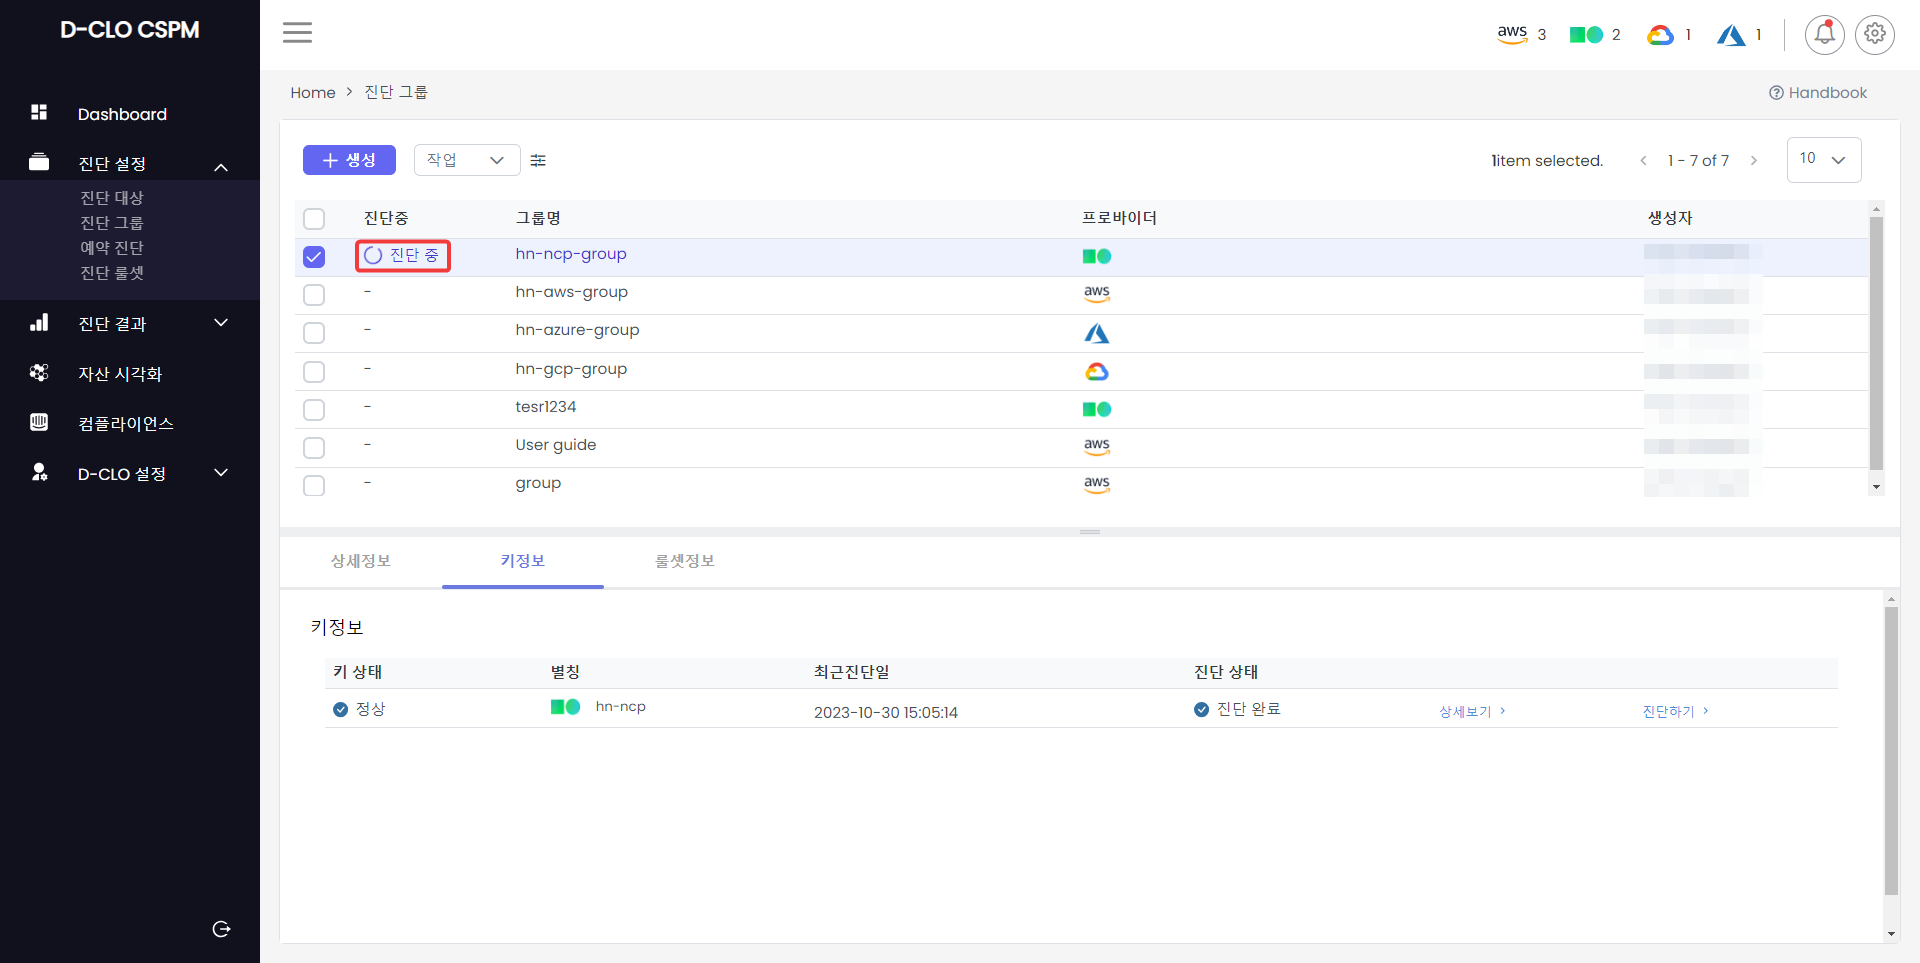 D-CLO CSPM
Dashboard
진단 설정
진단 대상
진단 그룹
예약 진단
진단 룰셋
진단 결과
자산 시각화
컴플라이언스
D-CLO 설정
aws 3 2 1 1
Home > 진단 그룹
Handbook
+ 생성 작업
1item selected. < 1 - 7 of 7 > 10
진단중 그룹명 프로바이더 생성자
진단 중 hn-ncp-group
- hn-aws-group aws
- hn-azure-group
- hn-gcp-group
- tesr1234
- User guide aws
- group aws
상세정보 키정보 룰셋정보
키정보
키 상태 별칭 최근진단일 진단 상태
정상 hn-ncp 2023-10-30 15:05:14 진단 완료 상세보기 > 진단하기 >